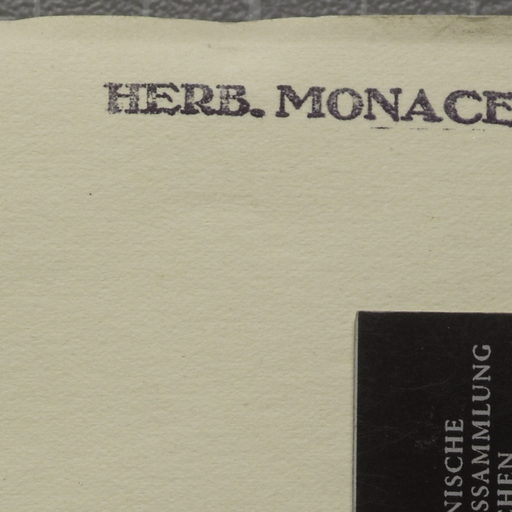 HERB. MONACE
NISCHE
SSAMMLUNG
CHEN